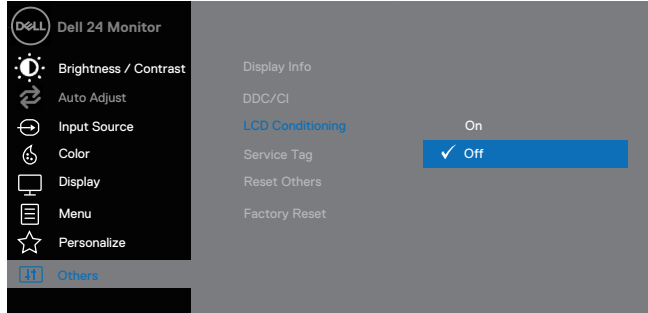 DELL Dell 24 Monitor
Brightness / Contrast
Auto Adjust
Input Source
Color
Display
Menu
Personalize
Others
Display Info
DDC/CI
LCD Conditioning
Service Tag
Reset Others
Factory Reset
On
Off